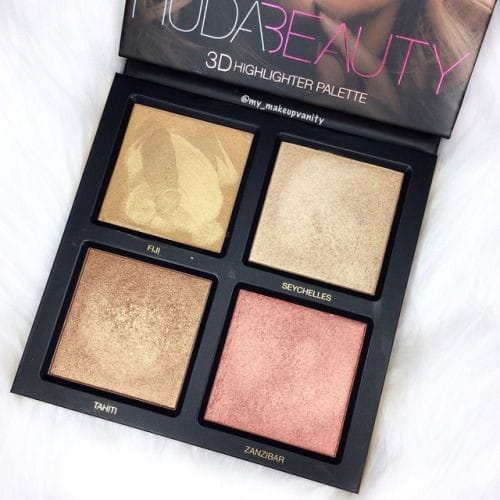 HUDABEAUTY
3D HIGHLIGHTER PALETTE
@my_makeupvanity
FIJI
SEYCHELLES
TAHITI
ZANZIBAR